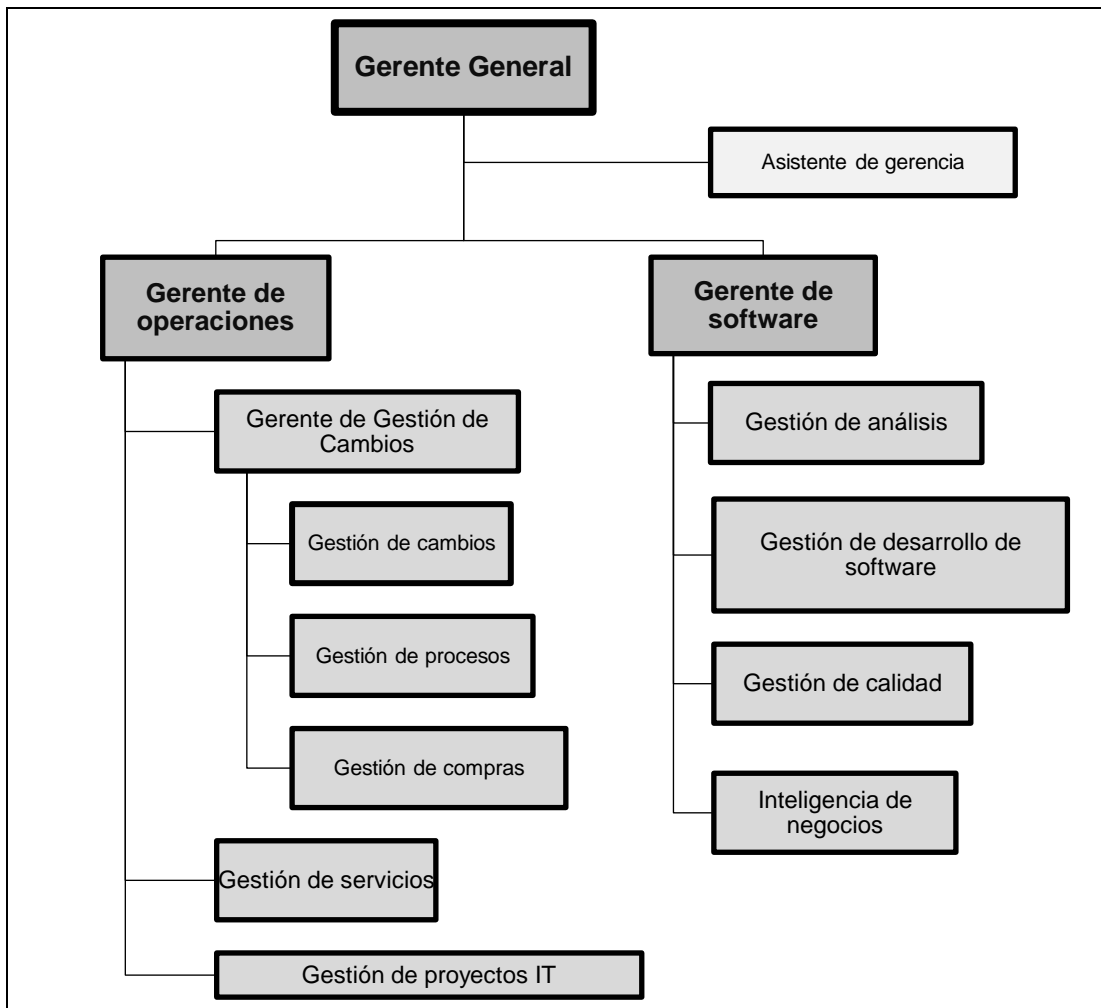 Gerente General
Asistente de gerencia
Gerente de
operaciones
Gerente de Gestión de
Cambios
Gestión de cambios
Gestión de procesos
Gestión de compras
Gestión de servicios
Gestión de proyectos IT
Gerente de
software
Gestión de análisis
Gestión de desarrollo de
software
Gestión de calidad
Inteligencia de
negocios